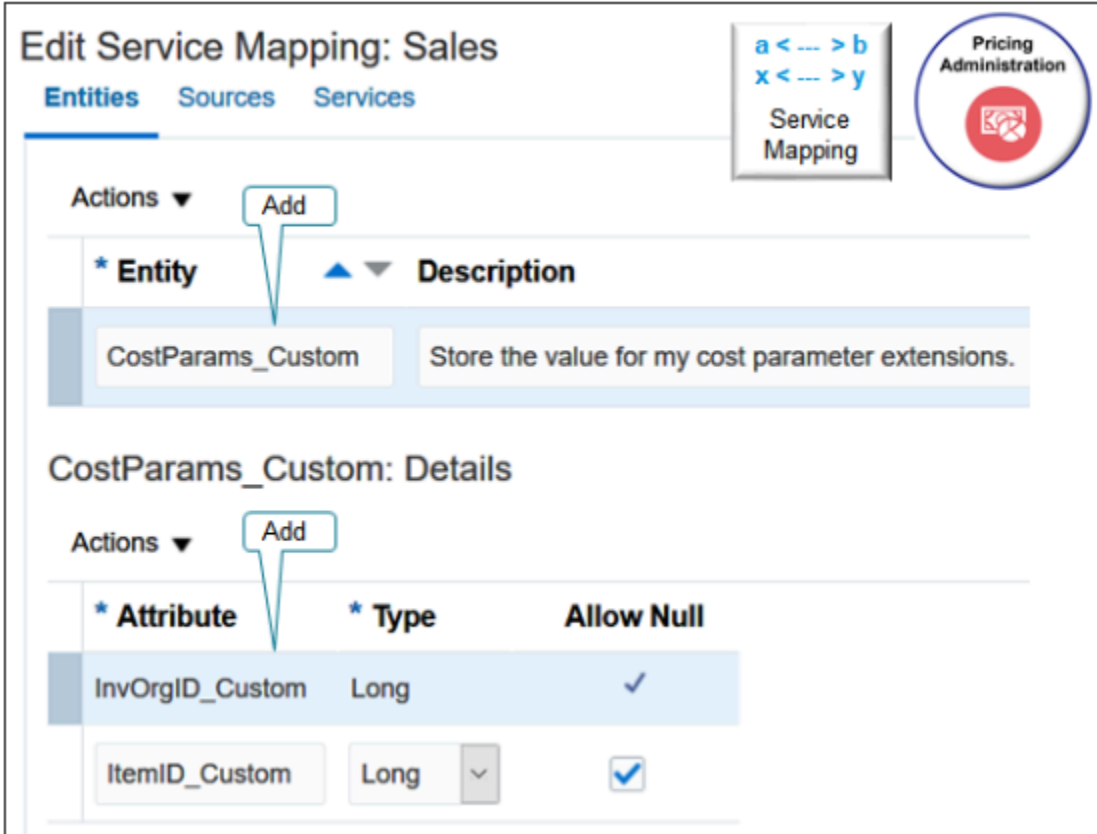 Edit Service Mapping: Sales
Entities Sources Services
a < --- > b
x < --- > y
Service
Mapping
Pricing
Administration
Actions
Add
* Entity Description
CostParams_Custom Store the value for my cost parameter extensions.
CostParams_Custom: Details
Actions
Add
* Attribute * Type Allow Null
InvOrgID_Custom Long
ItemID_Custom Long